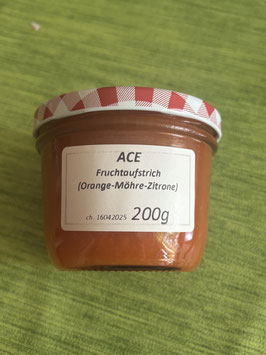 ACE
Fruchtaufstrich
(Orange-Möhre-Zitrone)
ch. 16042025 200g